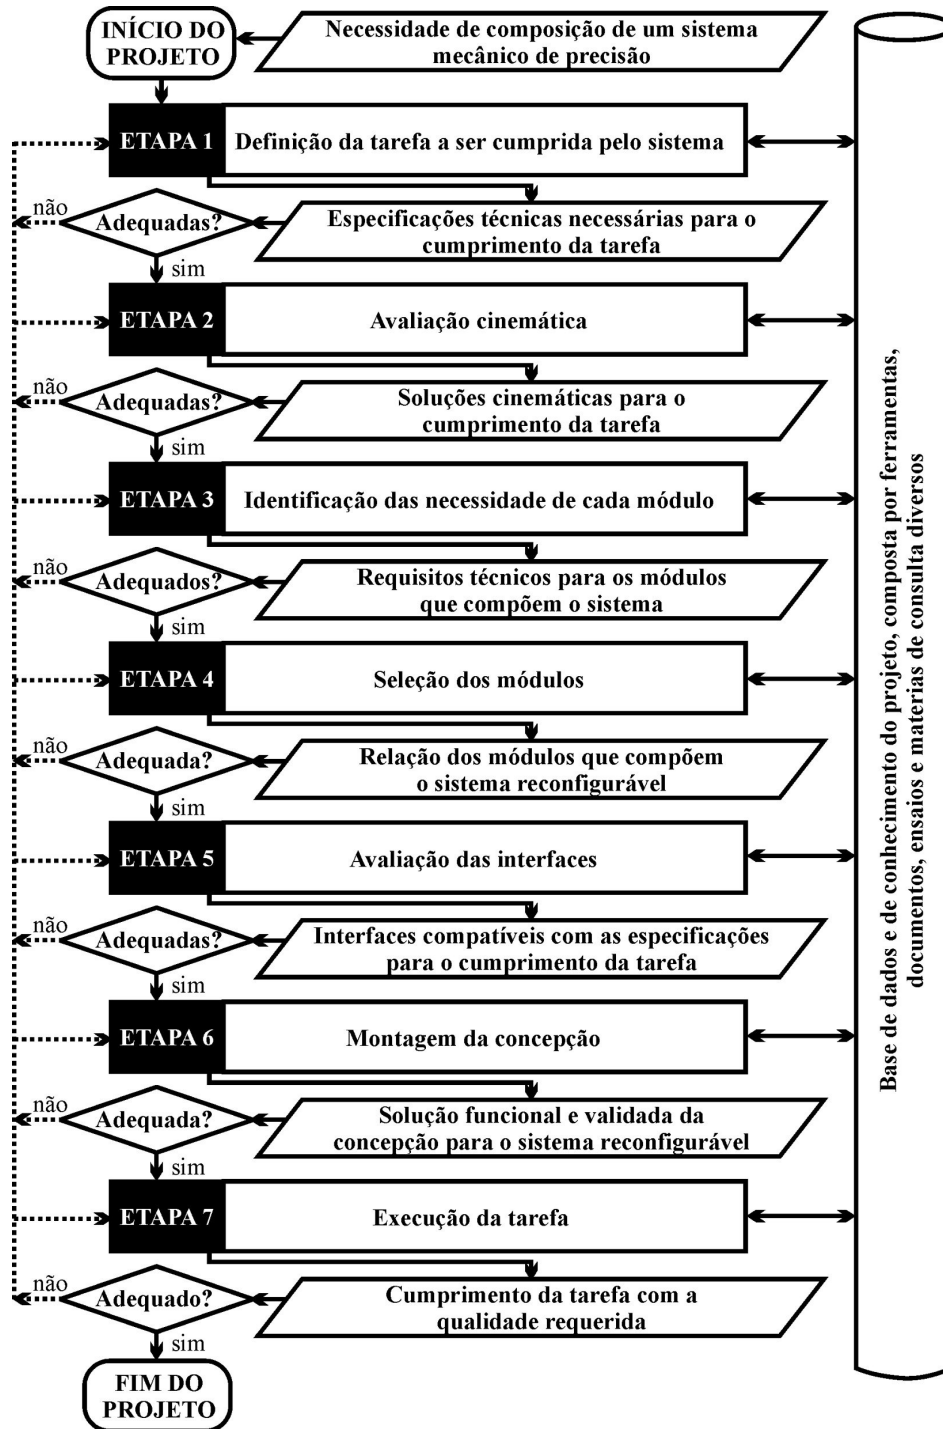 INÍCIO DO
PROJETO
Necessidade de composição de um sistema
mecânico de precisão
ETAPA 1
Definição da tarefa a ser cumprida pelo sistema
não
Adequadas?
Especificações técnicas necessárias para o
cumprimento da tarefa
sim
ETAPA 2
Avaliação cinemática
não
Adequadas?
Soluções cinemáticas para o
cumprimento da tarefa
sim
ETAPA 3
Identificação das necessidade de cada módulo
não
Adequados?
Requisitos técnicos para os módulos
que compõem o sistema
sim
ETAPA 4
Seleção dos módulos
não
Adequada?
Relação dos módulos que compõem
o sistema reconfigurável
sim
ETAPA 5
Avaliação das interfaces
não
Adequadas?
Interfaces compatíveis com as especificações
para o cumprimento da tarefa
sim
ETAPA 6
Montagem da concepção
não
Adequada?
Solução funcional e validada da
concepção para o sistema reconfigurável
sim
ETAPA 7
Execução da tarefa
não
Adequado?
Cumprimento da tarefa com a
qualidade requerida
sim
FIM DO
PROJETO
Base de dados e de conhecimento do projeto, composta por ferramentas,
documentos, ensaios e materias de consulta diversos